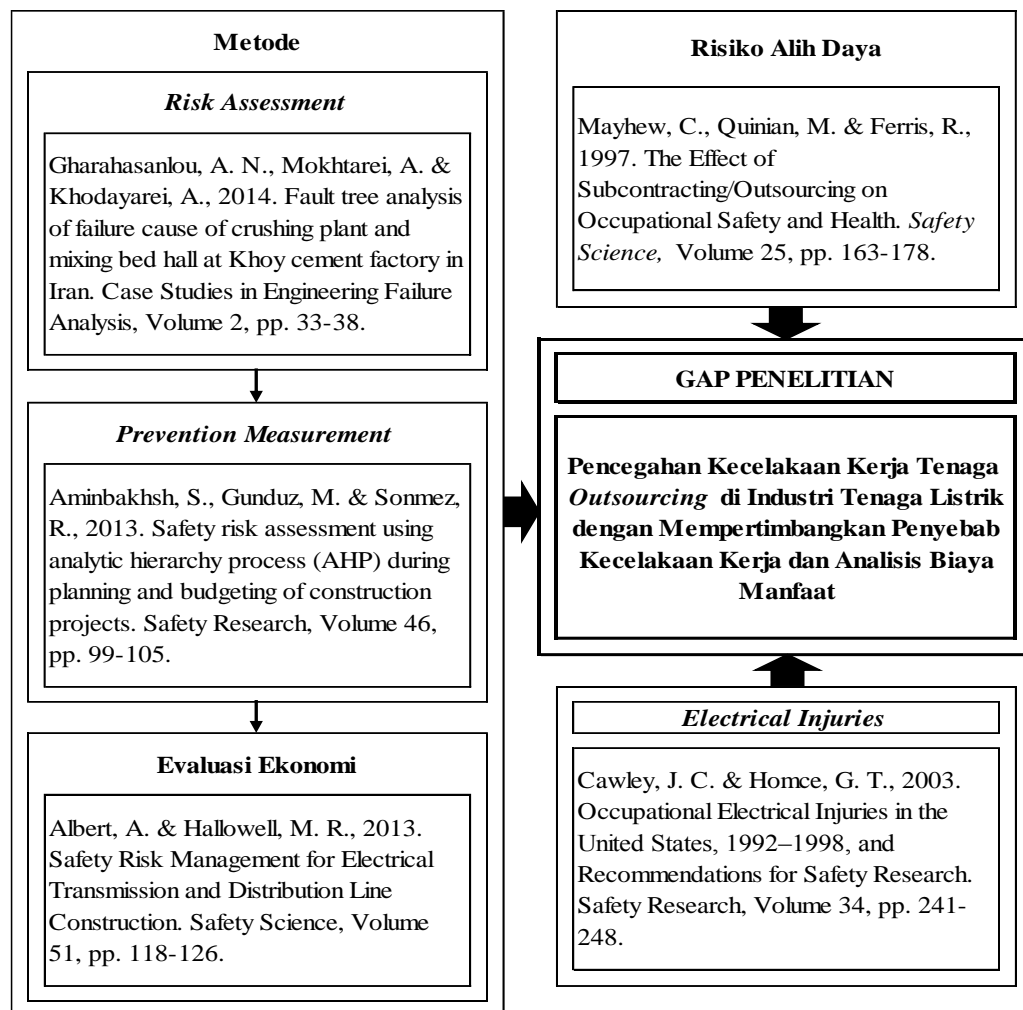 Metode
Risk Assessment
Gharahasanlou, A. N., Mokhtarei, A. &
Khodayarei, A., 2014. Fault tree analysis
of failure cause of crushing plant and
mixing bed hall at Khoy cement factory in
Iran. Case Studies in Engineering Failure
Analysis, Volume 2, pp. 33-38.
Prevention Measurement
Aminbakhsh, S., Gunduz, M. & Sonmez,
R., 2013. Safety risk assessment using
analytic hierarchy process (AHP) during
planning and budgeting of construction
projects. Safety Research, Volume 46,
pp. 99-105.
Evaluasi Ekonomi
Albert, A. & Hallowell, M. R., 2013.
Safety Risk Management for Electrical
Transmission and Distribution Line
Construction. Safety Science, Volume
51, pp. 118-126.
Risiko Alih Daya
Mayhew, C., Quinian, M. & Ferris, R.,
1997. The Effect of
Subcontracting/Outsourcing on
Occupational Safety and Health. Safety
Science, Volume 25, pp. 163-178.
GAP PENELITIAN
Pencegahan Kecelakaan Kerja Tenaga
Outsourcing di Industri Tenaga Listrik
dengan Mempertimbangkan Penyebab
Kecelakaan Kerja dan Analisis Biaya
Manfaat
Electrical Injuries
Cawley, J. C. & Homce, G. T., 2003.
Occupational Electrical Injuries in the
United States, 1992–1998, and
Recommendations for Safety Research.
Safety Research, Volume 34, pp. 241-
248.